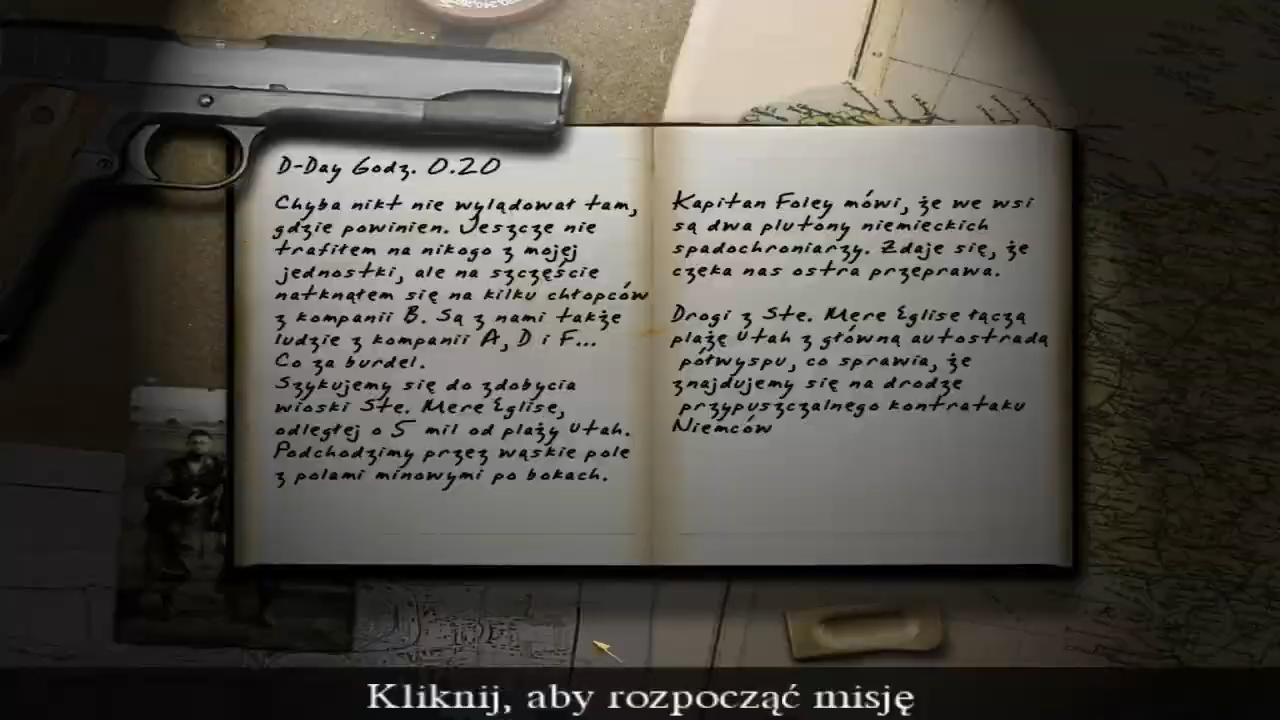 D-Day Godz. 0.20
Chyba nikt nie wylądował tam,
gdzie powinien. Jeszcze nie
trafiłem na nikogo z mojej
jednostki, ale na szczęście
natknąłem się na kilku chłopców
z kompanii B. Są z nami także
ludzie z kompanii A, D i F...
Co za burdel.
Szykujemy się do zdobycia
wioski Ste. Mere Eglise,
odległej o 5 mil od plaży Utah.
Podchodzimy przez wąskie pole
z polami minowymi po bokach.
Kapitan Foley mówi, że we wsi
są dwa plutony niemieckich
spadochroniarzy. Zdaje się, że
czeka nas ostra przeprawa.
Drogi z Ste. Mere Eglise łączą
plażę Utah z główną autostradą
półwyspu, co sprawia, że
znajdujemy się na drodze
przypuszczalnego kontrataku
Niemców
Kliknij, aby rozpocząć misję